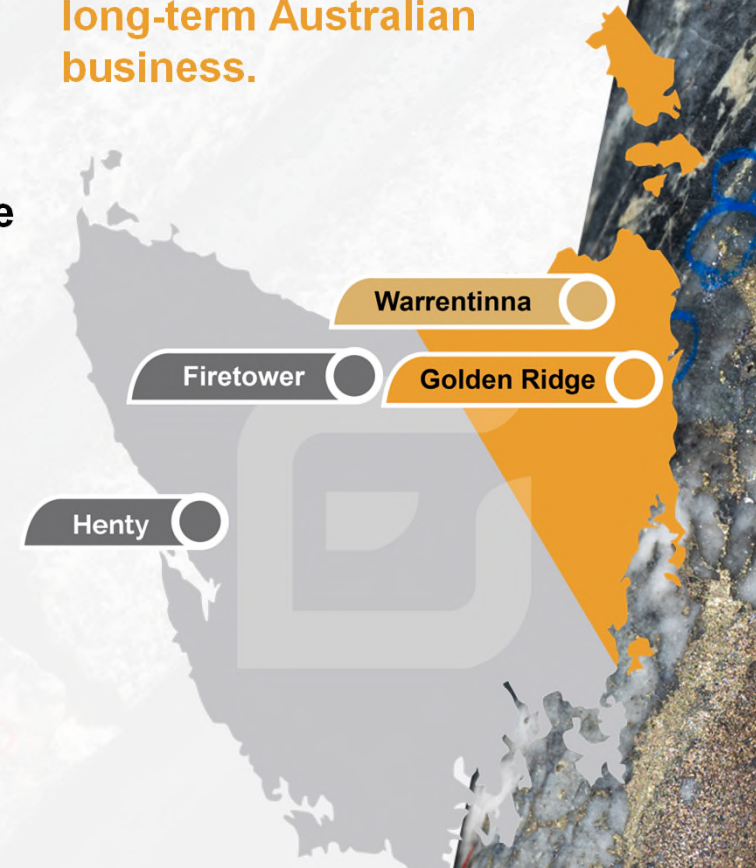 long-term Australian
business.
e
Warrentinna
Firetower
Golden Ridge
Henty